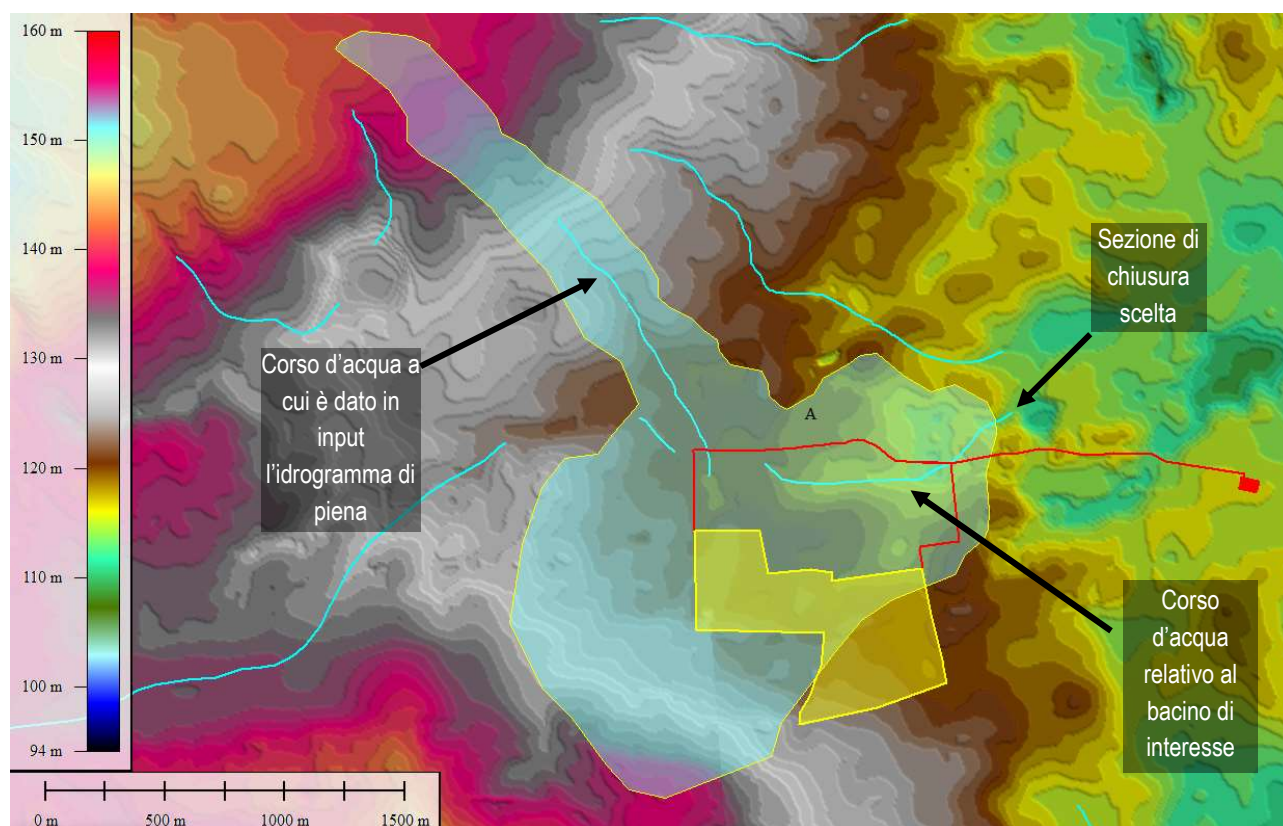 160 m
150 m
140 m
130 m
120 m
110 m
100 m
94 m
Corso d'acqua a
cui è dato in
input
l'idrogramma di
piena
A
Sezione di
chiusura
scelta
Corso
d'acqua
relativo al
bacino di
interesse
0 m
500 m
1000 m
1500 m